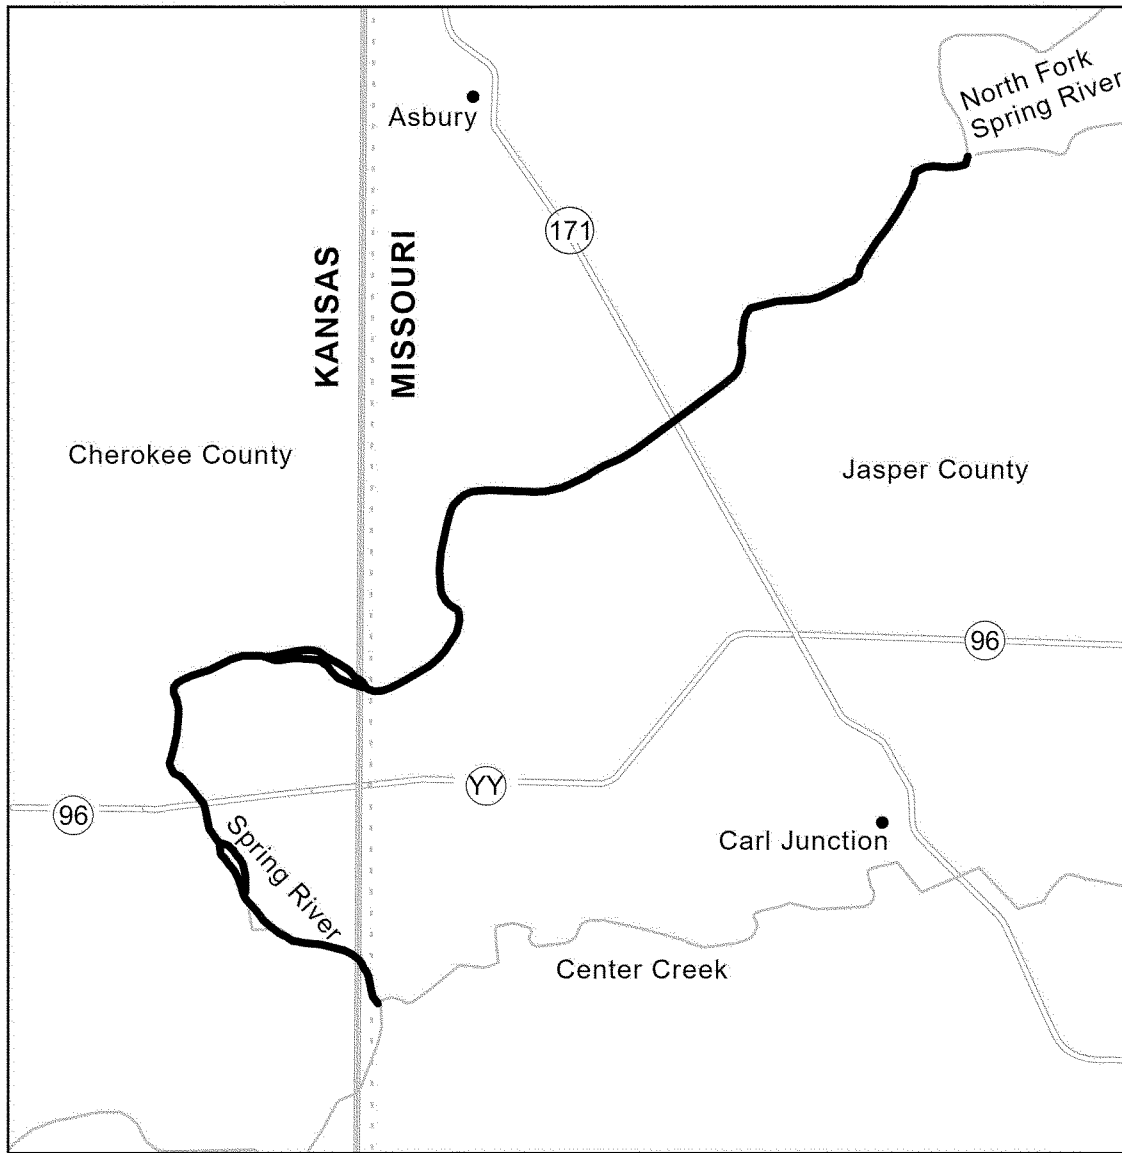 North Fork
Spring River
Asbury
171
KANSAS
MISSOURI
Cherokee County
Jasper County
96
YY
96
Spring River
Carl Junction
Center Creek